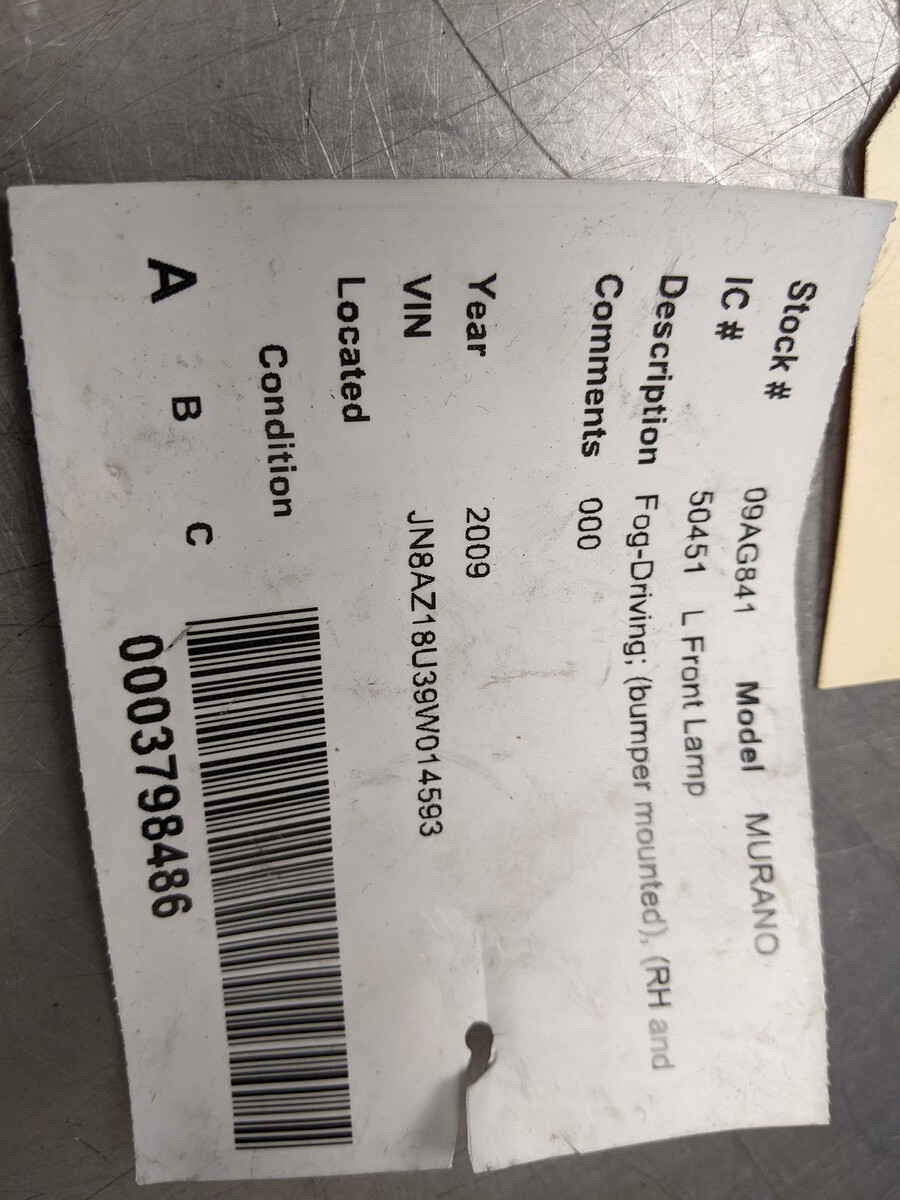 Stock # 09AG841 Model MURANO
IC # 50451 L Front Lamp
Description Fog-Driving; (bumper mounted), (RH and
Comments 000
Year 2009
VIN JN8AZ18U39W014593
Located
Condition
A B C
0003798486